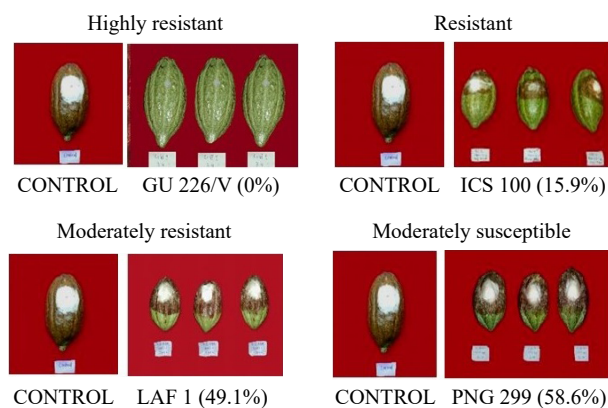 Highly resistant
Resistant
CONTROL
GU 226/V (0%)
CONTROL
ICS 100 (15.9%)
Moderately resistant
Moderately susceptible
CONTROL
LAF 1 (49.1%)
CONTROL
PNG 299 (58.6%)